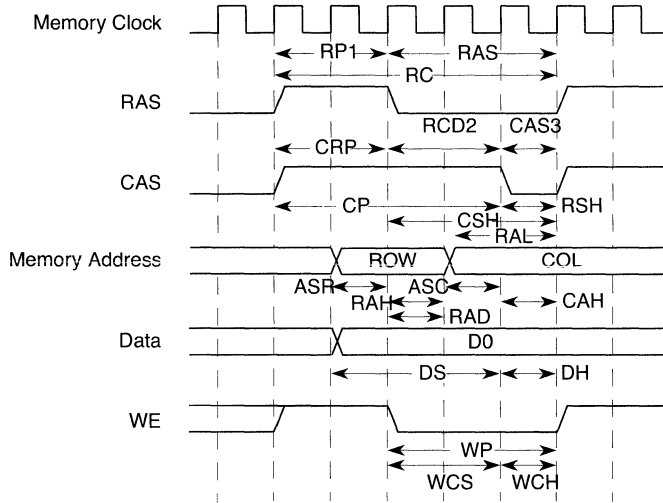 Memory Clock
RP1 RAS
RC
RAS
RCD2 CAS3
CRP
CAS
CP RSH
CSH
RAL
Memory Address ROW COL
ASR ASC
RAH CAH
RAD
Data D0
DS DH
WE
WP
WCS WCH